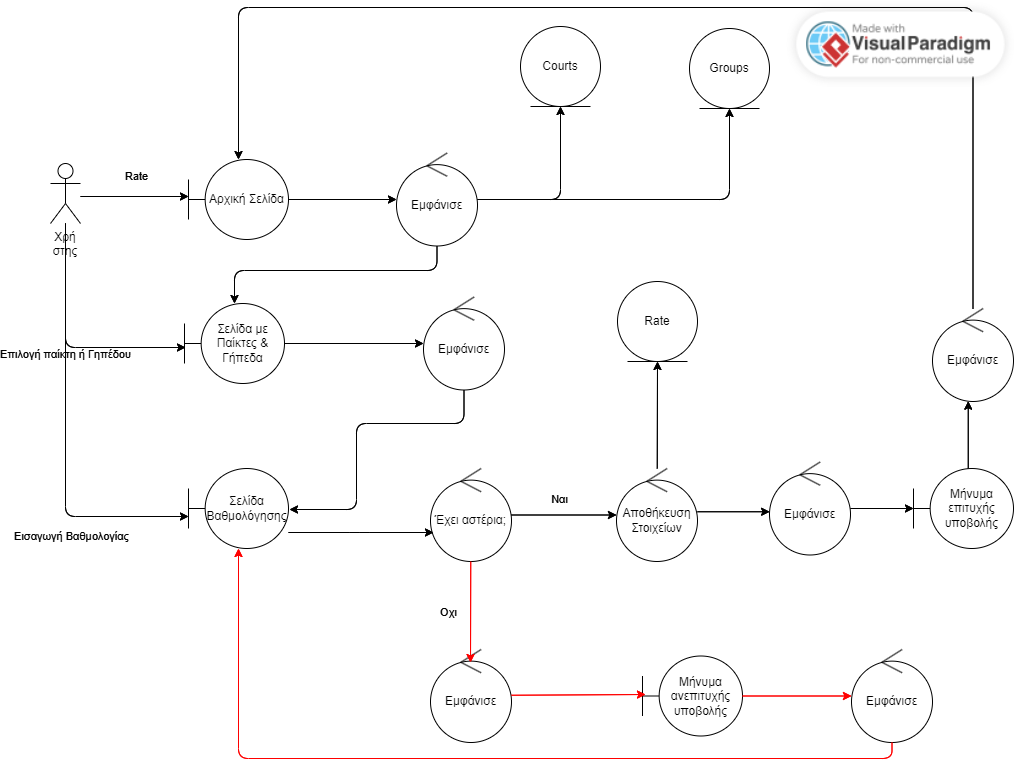 Made with
Visual Paradigm
For non-commercial use
Courts
Groups
Rate
Αρχική Σελίδα
Εμφάνισε
Χρή
στης
Σελίδα με
Παίκτες &
Γήπεδα
Εμφάνισε
Rate
Επιλογή παίκτη ή Γηπέδου
Εμφάνισε
Σελίδα
Βαθμολόγησης
Έχει αστέρια;
Ναι
Αποθήκευση
Στοιχείων
Εμφάνισε
Μήνυμα
επιτυχης
υποβολής
Εισαγωγή Βαθμολογίας
Οχι
Εμφάνισε
Μήνυμα
ανεπιτυχης
υποβολής
Εμφάνισε